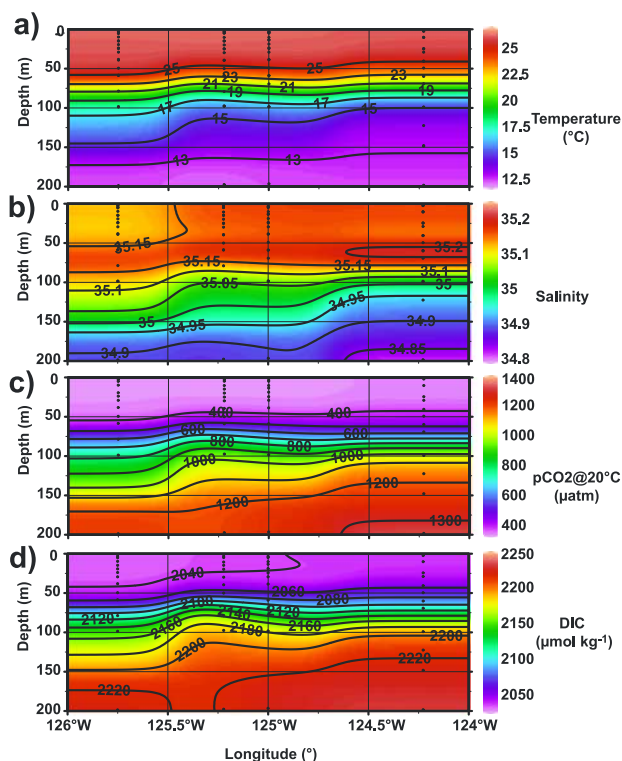 a)
0
50
100
150
200
Depth (m)
25 23 21 19 17 15 13
25 23 21 19 17 15 13
25
22.5
20
17.5
15
12.5
Temperature
(°C)
b)
0
50
100
150
200
Depth (m)
35.15 35.15 35.15 35.2
35.1 35.05 35.1
35 34.95 34.95 35
34.9 34.9 34.85
35.2
35.1
35
34.9
34.8
Salinity
c)
0
50
100
150
200
Depth (m)
400 400
600 600
800 800
1000 1000
1200 1200
1300
1400
1200
1000
800
600
400
pCO2@20°C
(µatm)
d)
0
50
100
150
200
Depth (m)
2040 2060 2080
2120 2100 2140 2120
2160 2180 2160
2200 2200
2220 2220
2250
2200
2150
2100
2050
DIC
(µmol kg⁻¹)
126°W 125.5°W 125°W 124.5°W 124°W
Longitude (°)